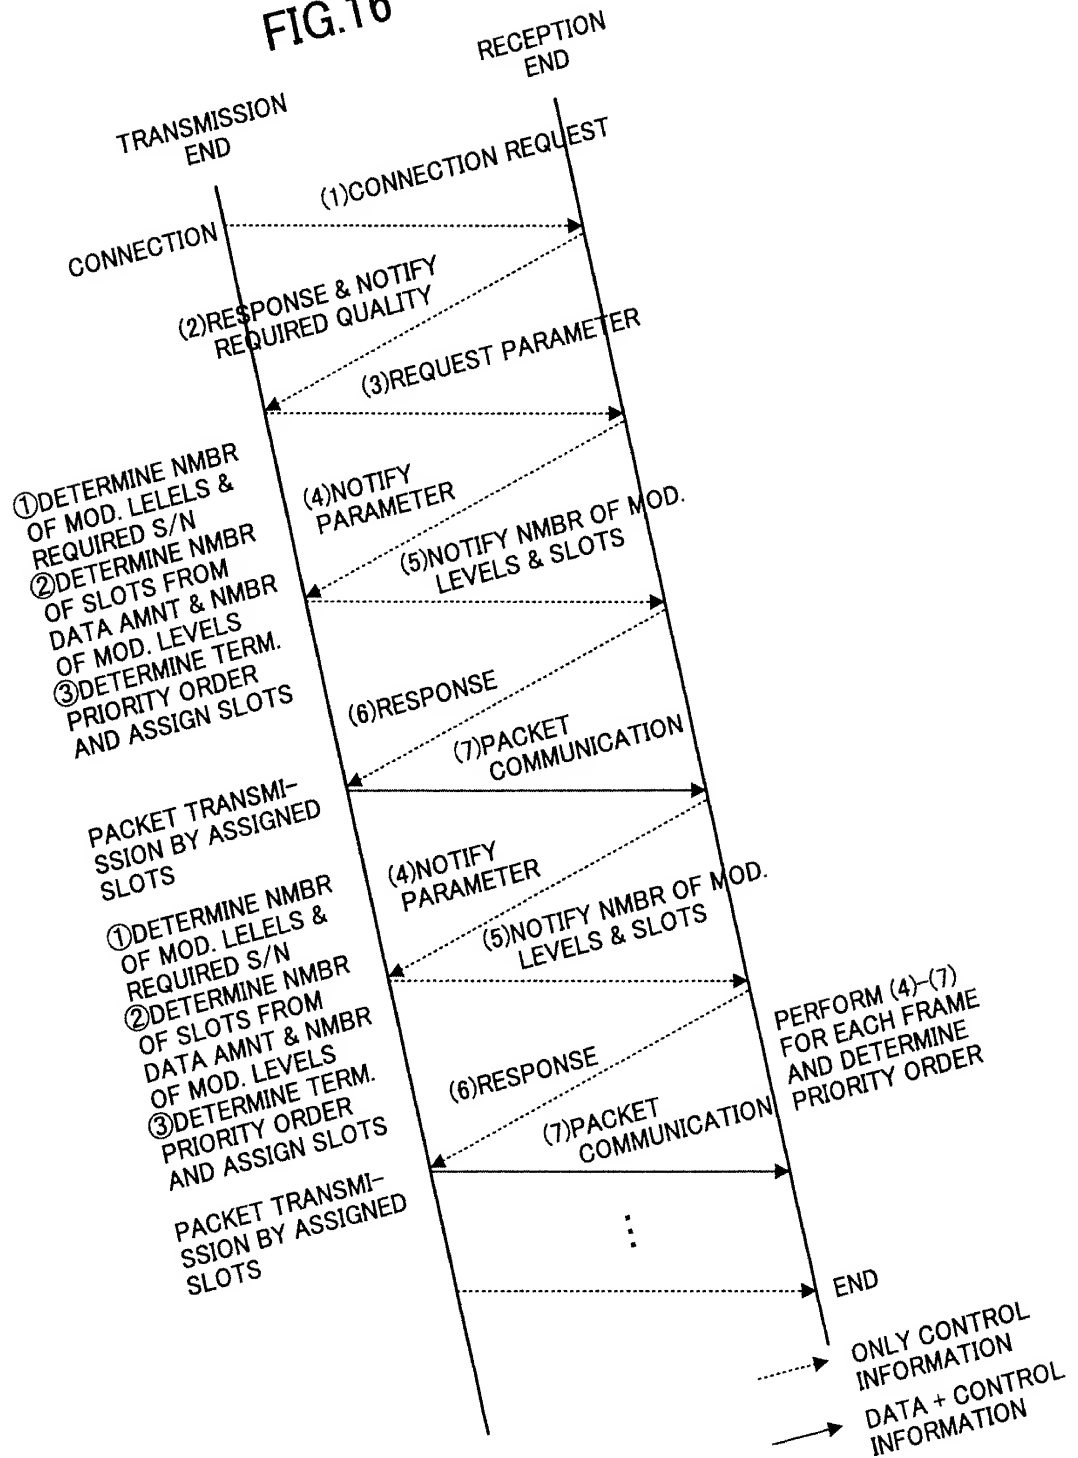 FIG.16
RECEPTION
END
TRANSMISSION
END
(1)CONNECTION REQUEST
CONNECTION
(2)RESPONSE & NOTIFY
REQUIRED QUALITY
(3)REQUEST PARAMETER
①DETERMINE NMBR
OF MOD. LELELS &
REQUIRED S/N
②DETERMINE NMBR
OF SLOTS FROM
DATA AMNT & NMBR
OF MOD. LEVELS
③DETERMINE TERM.
PRIORITY ORDER
AND ASSIGN SLOTS
(4)NOTIFY
PARAMETER
(5)NOTIFY NMBR OF MOD.
LEVELS & SLOTS
(6)RESPONSE
(7)PACKET
COMMUNICATION
PACKET TRANSMI-
SSION BY ASSIGNED
SLOTS
(4)NOTIFY
PARAMETER
(5)NOTIFY NMBR OF MOD.
LEVELS & SLOTS
①DETERMINE NMBR
OF MOD. LELELS &
REQUIRED S/N
②DETERMINE NMBR
OF SLOTS FROM
DATA AMNT & NMBR
OF MOD. LEVELS
③DETERMINE TERM.
PRIORITY ORDER
AND ASSIGN SLOTS
PERFORM (4)-(7)
FOR EACH FRAME
AND DETERMINE
PRIORITY ORDER
(6)RESPONSE
(7)PACKET
COMMUNICATION
PACKET TRANSMI-
SSION BY ASSIGNED
SLOTS
END
ONLY CONTROL
INFORMATION
DATA + CONTROL
INFORMATION